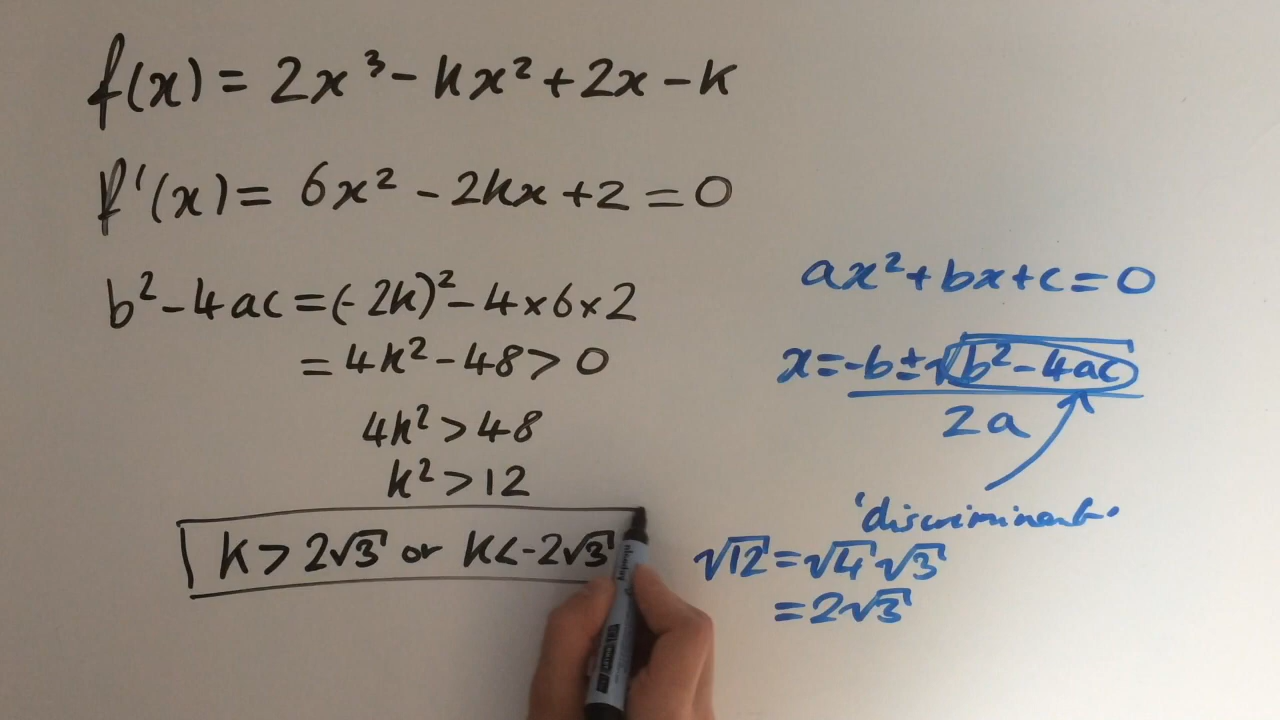 f(x) = 2x³ - kx² + 2x - k
f'(x) = 6x² - 2kx + 2 = 0
b² - 4ac = (-2k)² - 4 × 6 × 2
= 4k² - 48 > 0
4k² > 48
k² > 12
k > 2√3 or k < -2√3
ax² + bx + c = 0
x = -b ± √b² - 4ac
2a
'discriminant'
√12 = √4 √3
= 2√3